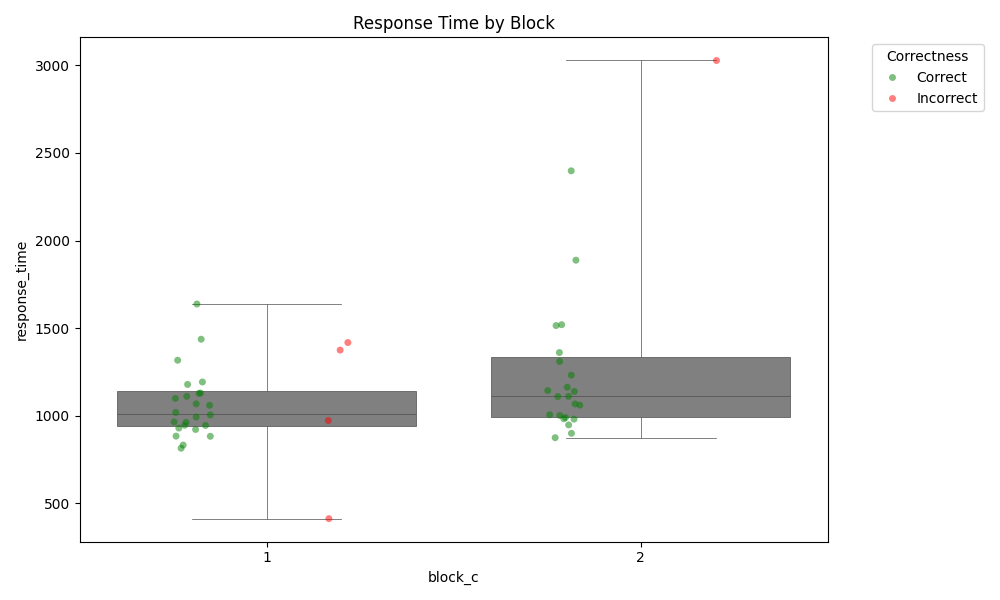 Response Time by Block
Correctness
Correct
Incorrect
response_time
3000
2500
2000
1500
1000
500
1
2
block_c